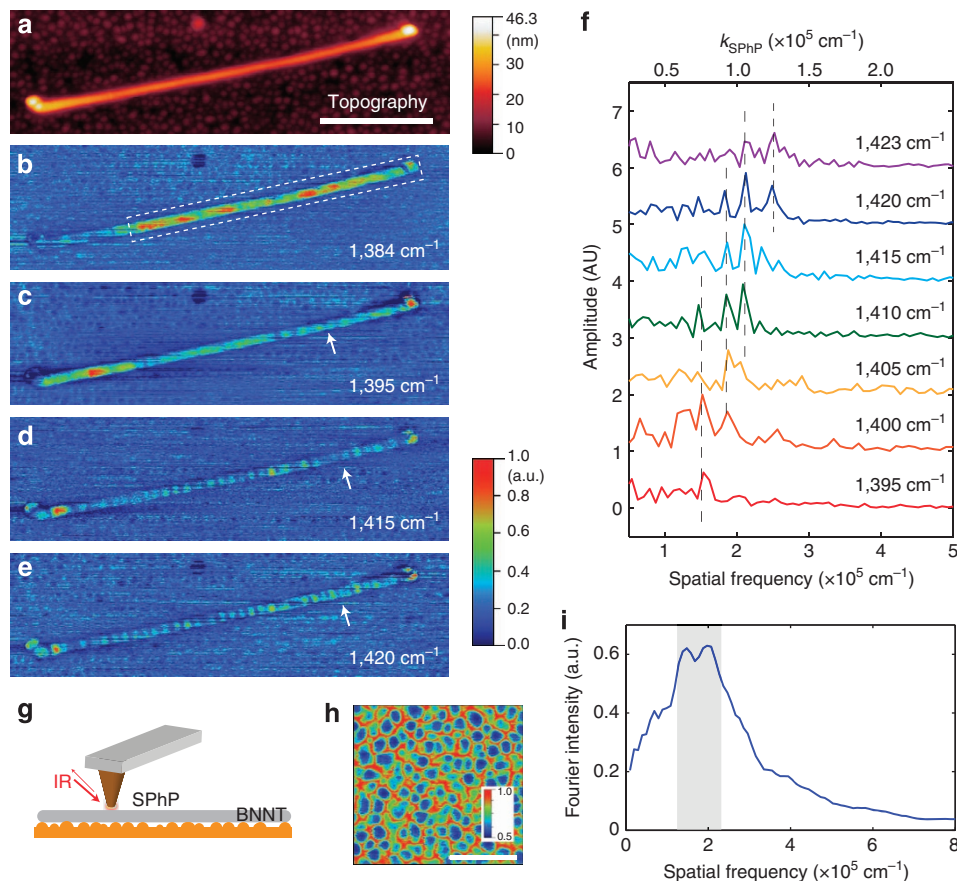 a
46.3
(nm)
30
20
10
0
Topography
b
1,384 cm⁻¹
c
1,395 cm⁻¹
d
1,415 cm⁻¹
1.0
(a.u.)
0.8
0.6
0.4
0.2
0.0
e
1,420 cm⁻¹
f
kSPhP (×10⁵ cm⁻¹)
0.5 1.0 1.5 2.0
7
6
5
4
3
2
1
0
Amplitude (AU)
1,423 cm⁻¹
1,420 cm⁻¹
1,415 cm⁻¹
1,410 cm⁻¹
1,405 cm⁻¹
1,400 cm⁻¹
1,395 cm⁻¹
1 2 3 4 5
Spatial frequency (×10⁵ cm⁻¹)
g
IR
SPhP
BNNT
h
1.0
0.5
i
Fourier intensity (a.u.)
0.6
0.4
0.2
0
0 2 4 6 8
Spatial frequency (×10⁵ cm⁻¹)